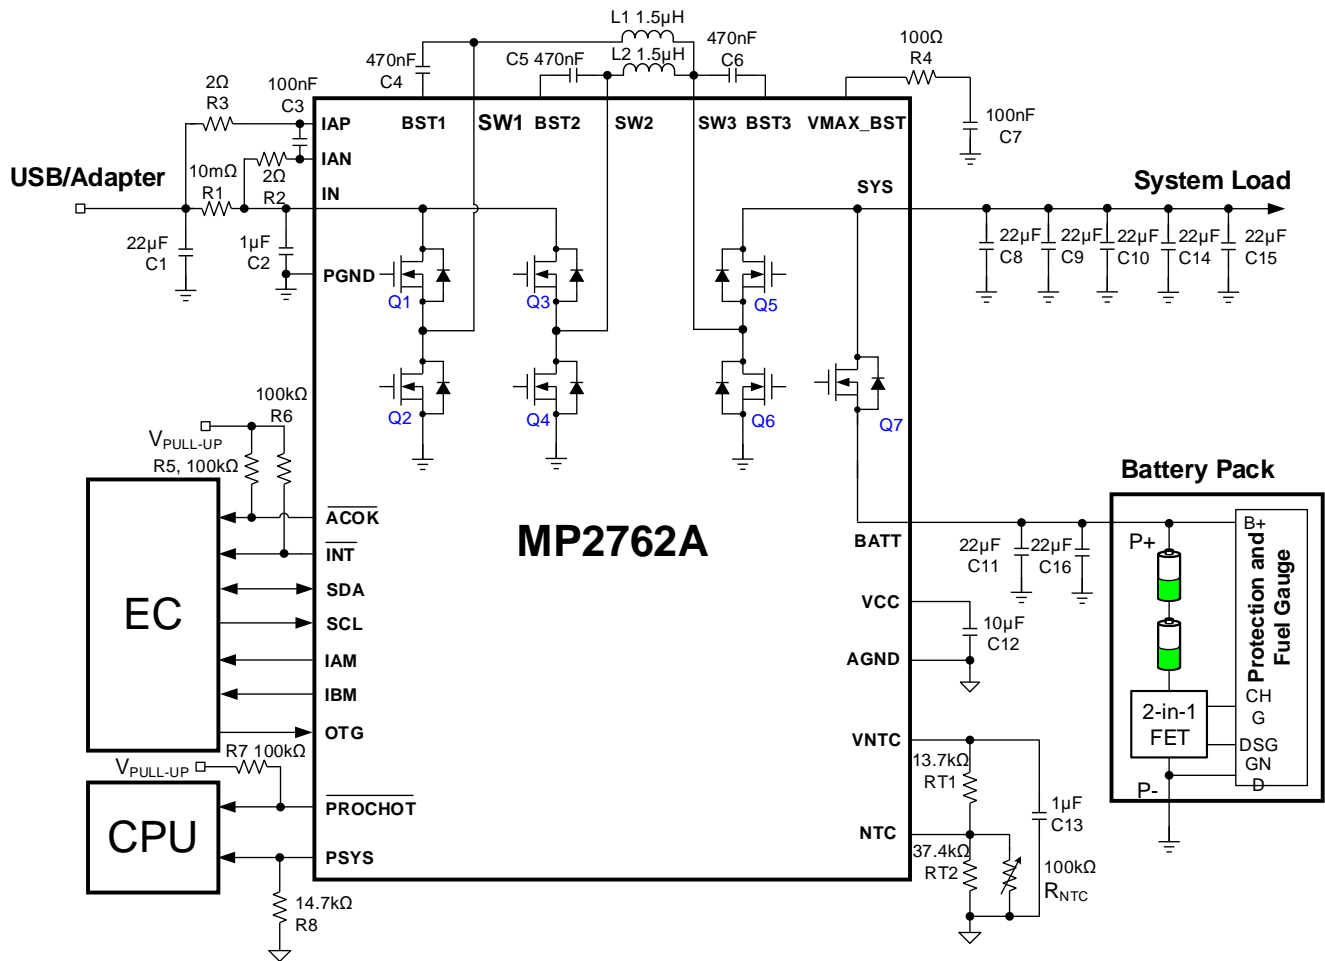 L1 1.5µH
470nF
C4
C5 470nF
L2 1.5µH
470nF
C6
100Ω
R4
100nF
C7
2Ω
R3
100nF
C3
IAP
BST1
SW1
BST2
SW2
SW3
BST3
VMAX_BST
IAN
USB/Adapter
10mΩ
R1
2Ω
R2
IN
SYS
System Load
22µF
C1
1µF
C2
PGND
Q1
Q3
Q5
22µF
C8
22µF
C9
22µF
C10
22µF
C14
22µF
C15
Q2
Q4
Q6
Q7
100kΩ
R6
VPULL-UP
R5, 100kΩ
Battery Pack
EC
ACOK
INT
SDA
SCL
IAM
IBM
OTG
MP2762A
BATT
22µF
C11
22µF
C16
P+
B+
Protection and
Fuel Gauge
VCC
10µF
C12
AGND
2-in-1
FET
CH
G
DSG
GN
D
P-
R7 100kΩ
VPULL-UP
CPU
PROCHOT
PSYS
14.7kΩ
R8
VNTC
13.7kΩ
RT1
1µF
C13
NTC
37.4kΩ
RT2
100kΩ
RNTC